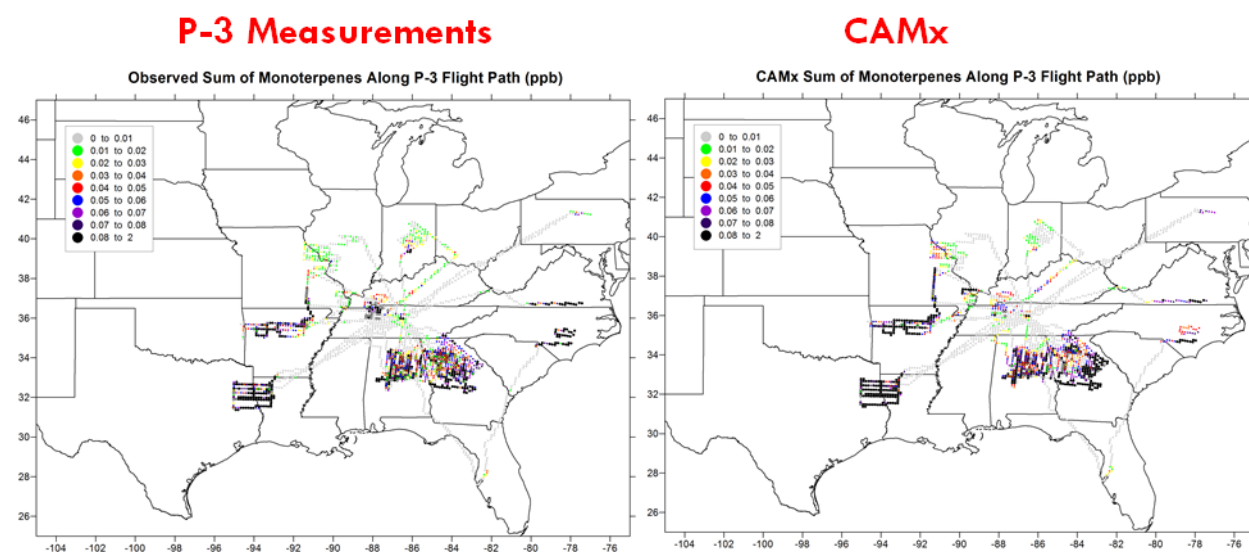 P-3 Measurements
CAMx
Observed Sum of Monoterpenes Along P-3 Flight Path (ppb)
CAMx Sum of Monoterpenes Along P-3 Flight Path (ppb)
46
44
42
40
38
36
34
32
30
28
26
0 to 0.01
0.01 to 0.02
0.02 to 0.03
0.03 to 0.04
0.04 to 0.05
0.05 to 0.06
0.06 to 0.07
0.07 to 0.08
0.08 to 2
-104 -102 -100 -98 -96 -94 -92 -90 -88 -86 -84 -82 -80 -78 -76
46
44
42
40
38
36
34
32
30
28
26
0 to 0.01
0.01 to 0.02
0.02 to 0.03
0.03 to 0.04
0.04 to 0.05
0.05 to 0.06
0.06 to 0.07
0.07 to 0.08
0.08 to 2
-104 -102 -100 -98 -96 -94 -92 -90 -88 -86 -84 -82 -80 -78 -76